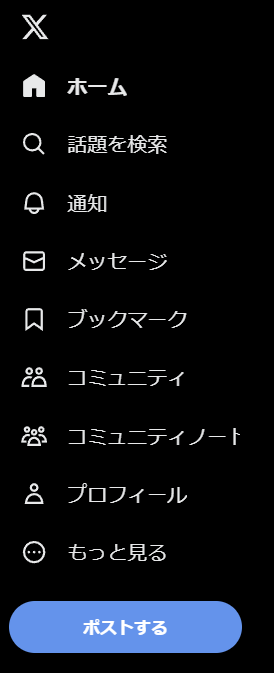 ホーム
話題を検索
通知
メッセージ
ブックマーク
コミュニティ
コミュニティノート
プロフィール
もっと見る
ポストする